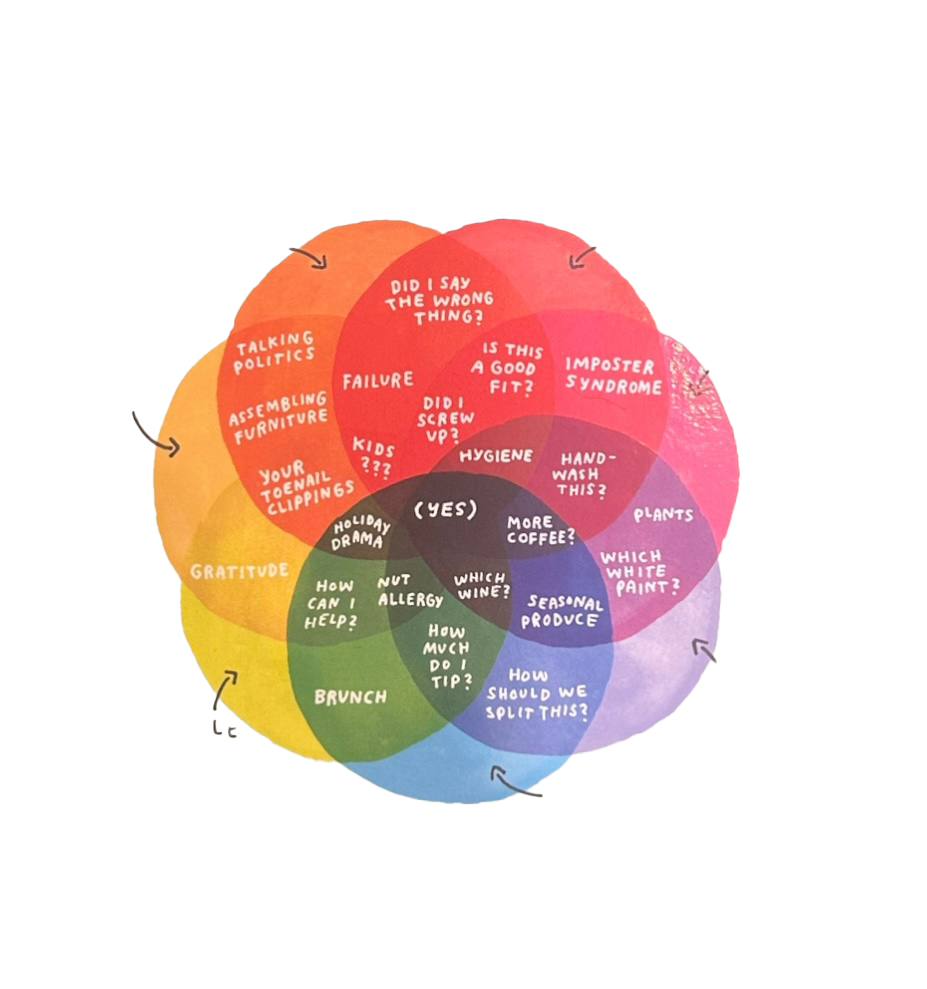 DID I SAY
THE WRONG
THING?
TALKING
POLITICS
IS THIS
A GOOD
FIT?
IMPOSTER
SYNDROME
FAILURE
ASSEMBLING
FURNITURE
DID I
SCREW
UP?
KIDS
???
HYGIENE
HAND-
WASH
THIS?
YOUR
TOENAIL
CLIPPINGS
(YES)
PLANTS
HOLIDAY
DRAMA
MORE
COFFEE?
GRATITUDE
WHICH
WHITE
PAINT?
HOW
CAN I
HELP?
NUT
ALLERGY
WHICH
WINE?
SEASONAL
PRODUCE
HOW
MUCH
DO I
TIP?
BRUNCH
HOW
SHOULD WE
SPLIT THIS?